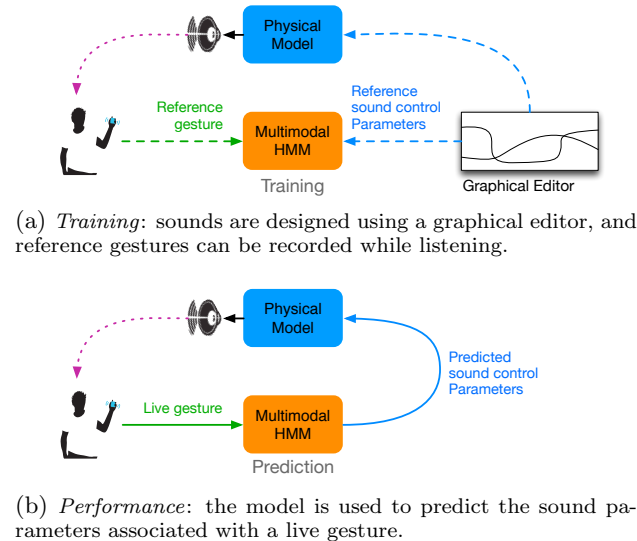 Physical
Model
Reference
gesture
Multimodal
HMM
Training
Reference
sound control
Parameters
Graphical Editor
(a) Training: sounds are designed using a graphical editor, and
reference gestures can be recorded while listening.
Physical
Model
Live gesture
Multimodal
HMM
Prediction
Predicted
sound control
Parameters
(b) Performance: the model is used to predict the sound pa-
rameters associated with a live gesture.